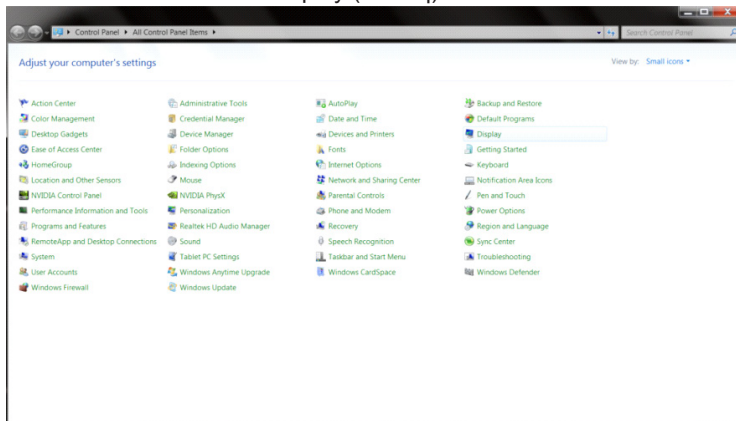 Control Panel ▸ All Control Panel Items ▸
Search Control Panel
Adjust your computer's settings
View by: Small icons
Action Center
Administrative Tools
AutoPlay
Backup and Restore
Color Management
Credential Manager
Date and Time
Default Programs
Desktop Gadgets
Device Manager
Devices and Printers
Display
Ease of Access Center
Folder Options
Fonts
Getting Started
HomeGroup
Indexing Options
Internet Options
Keyboard
Location and Other Sensors
Mouse
Network and Sharing Center
Notification Area Icons
NVIDIA Control Panel
NVIDIA PhysX
Parental Controls
Pen and Touch
Performance Information and Tools
Personalization
Phone and Modem
Power Options
Programs and Features
Realtek HD Audio Manager
Recovery
Region and Language
RemoteApp and Desktop Connections
Sound
Speech Recognition
Sync Center
System
Tablet PC Settings
Taskbar and Start Menu
Troubleshooting
User Accounts
Windows Anytime Upgrade
Windows CardSpace
Windows Defender
Windows Firewall
Windows Update